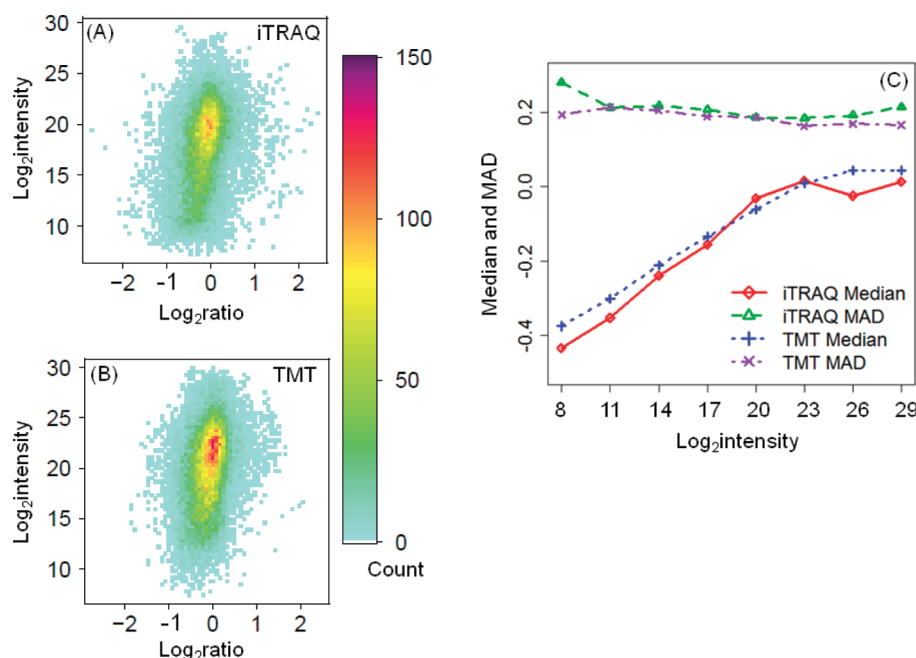 (A) iTRAQ
30
25
20
15
10
Log₂intensity
−2 −1 0 1 2
Log₂ratio
(B) TMT
30
25
20
15
10
Log₂intensity
−2 −1 0 1 2
Log₂ratio
150
100
50
0
Count
(C)
0.2
0.0
-0.2
-0.4
Median and MAD
iTRAQ Median
iTRAQ MAD
TMT Median
TMT MAD
8 11 14 17 20 23 26 29
Log₂intensity